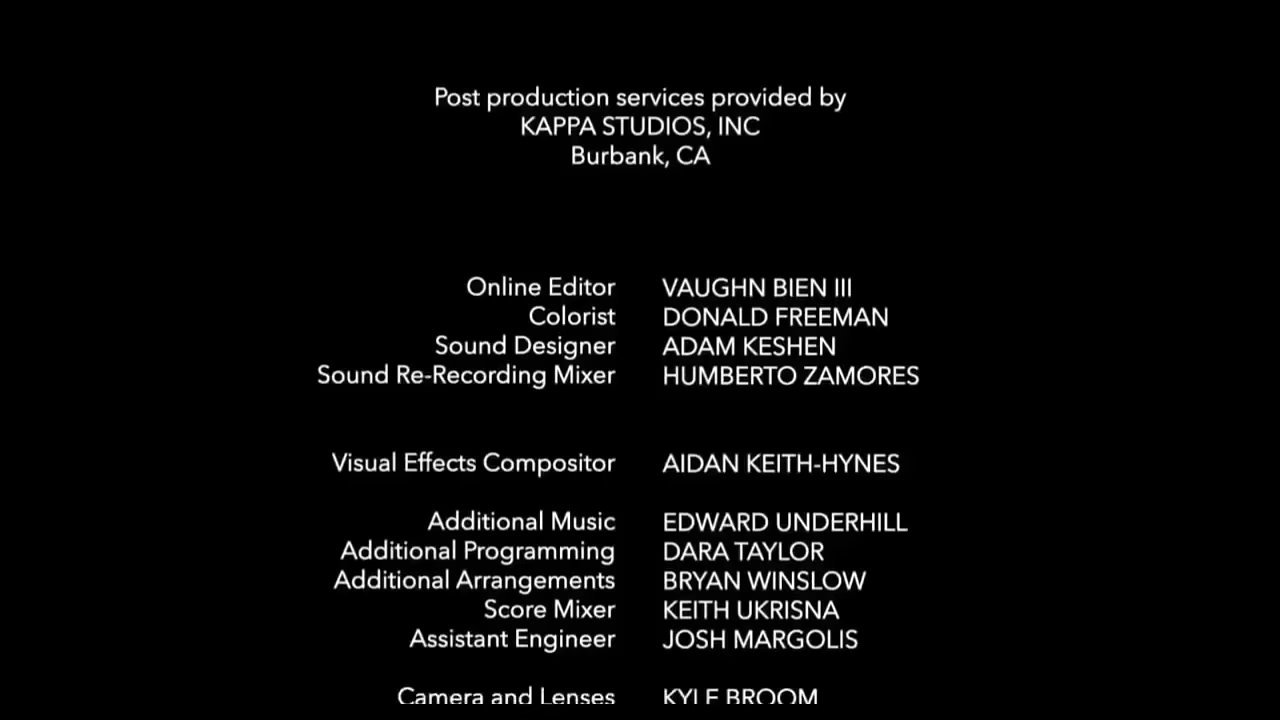 Post production services provided by
KAPPA STUDIOS, INC
Burbank, CA
Online Editor VAUGHN BIEN III
Colorist DONALD FREEMAN
Sound Designer ADAM KESHEN
Sound Re-Recording Mixer HUMBERTO ZAMORES
Visual Effects Compositor AIDAN KEITH-HYNES
Additional Music EDWARD UNDERHILL
Additional Programming DARA TAYLOR
Additional Arrangements BRYAN WINSLOW
Score Mixer KEITH UKRISNA
Assistant Engineer JOSH MARGOLIS
Camera and Lenses KYLE BROOM